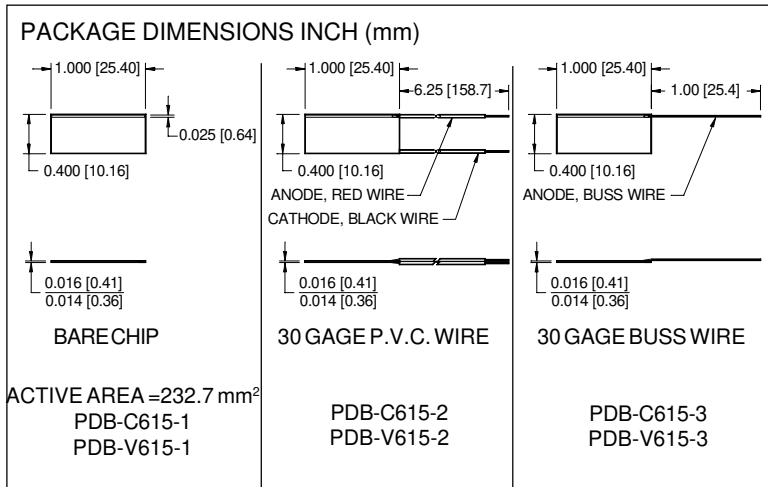 PACKAGE DIMENSIONS INCH (mm)
1.000 [25.40]
0.025 [0.64]
0.400 [10.16]
0.016 [0.41]
0.014 [0.36]
BARE CHIP
ACTIVE AREA =232.7 mm²
PDB-C615-1
PDB-V615-1
1.000 [25.40]
6.25 [158.7]
0.400 [10.16]
ANODE, RED WIRE
CATHODE, BLACK WIRE
0.016 [0.41]
0.014 [0.36]
30 GAGE P.V.C. WIRE
PDB-C615-2
PDB-V615-2
1.000 [25.40]
1.00 [25.4]
0.400 [10.16]
ANODE, BUSS WIRE
0.016 [0.41]
0.014 [0.36]
30 GAGE BUSS WIRE
PDB-C615-3
PDB-V615-3